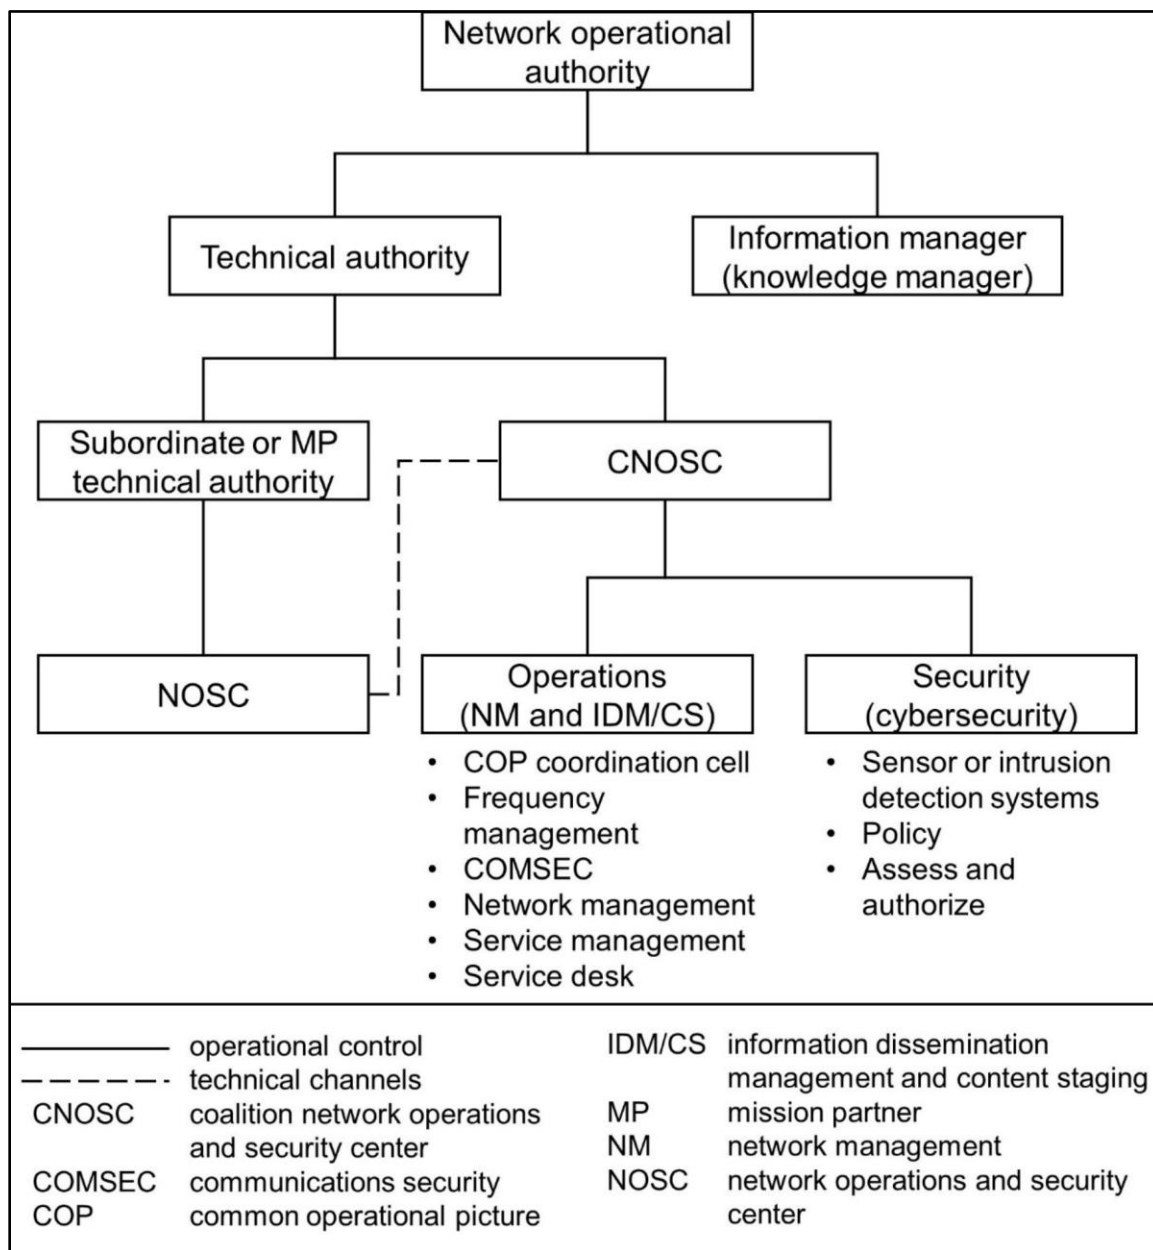 Network operational
authority
Technical authority
Information manager
(knowledge manager)
Subordinate or MP
technical authority
CNOSC
NOSC
Operations
(NM and IDM/CS)
Security
(cybersecurity)
• COP coordination cell
• Frequency
management
• COMSEC
• Network management
• Service management
• Service desk
• Sensor or intrusion
detection systems
• Policy
• Assess and
authorize
operational control
technical channels
CNOSC coalition network operations
and security center
COMSEC communications security
COP common operational picture
IDM/CS information dissemination
management and content staging
MP mission partner
NM network management
NOSC network operations and security
center